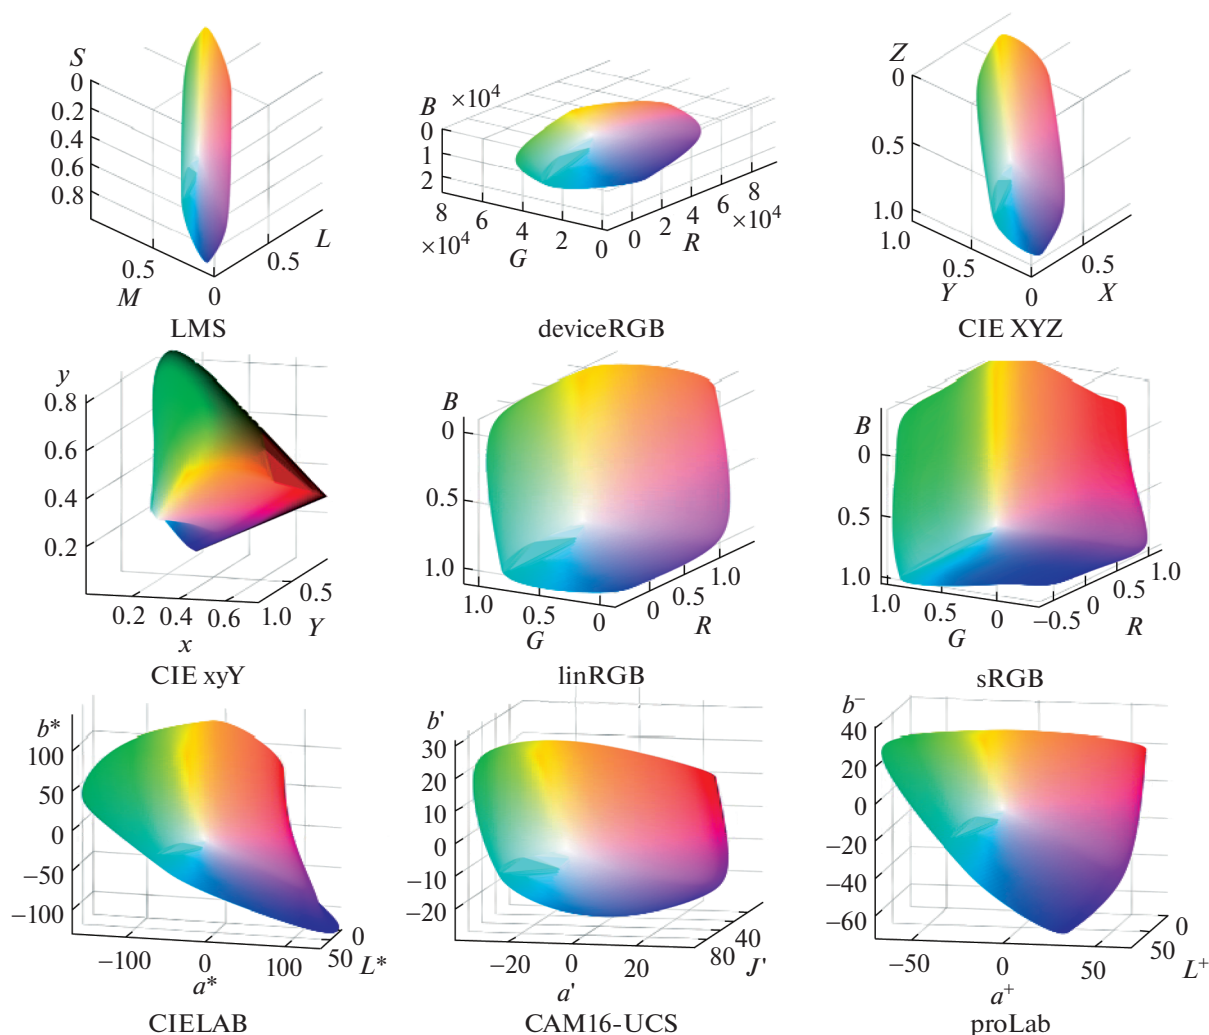 S
0
0.2
0.4
0.6
0.8
0.5
M
0
0.5
L
LMS
B
×10⁴
0
1
2
8
6
4
2
0
×10⁴
G
0
2
4
6
8
×10⁴
R
deviceRGB
Z
0
0.5
1.0
1.0
0.5
Y
0
0.5
X
CIE XYZ
y
0.8
0.6
0.4
0.2
0.2
0.4
0.6
x
1.0
0.5
Y
CIE xyY
B
0
0.5
1.0
1.0
0.5
0
G
0
0.5
1.0
R
linRGB
B
0
0.5
1.0
1.0
0.5
0
G
−0.5
0
0.5
1.0
R
sRGB
b*
100
50
0
−50
−100
−100
0
100
a*
50
0
L*
CIELAB
b'
30
20
10
0
−10
−20
−20
0
20
a'
80
40
J'
CAM16-UCS
b⁻
40
20
0
−20
−40
−60
−50
0
50
a⁺
50
0
L⁺
proLab